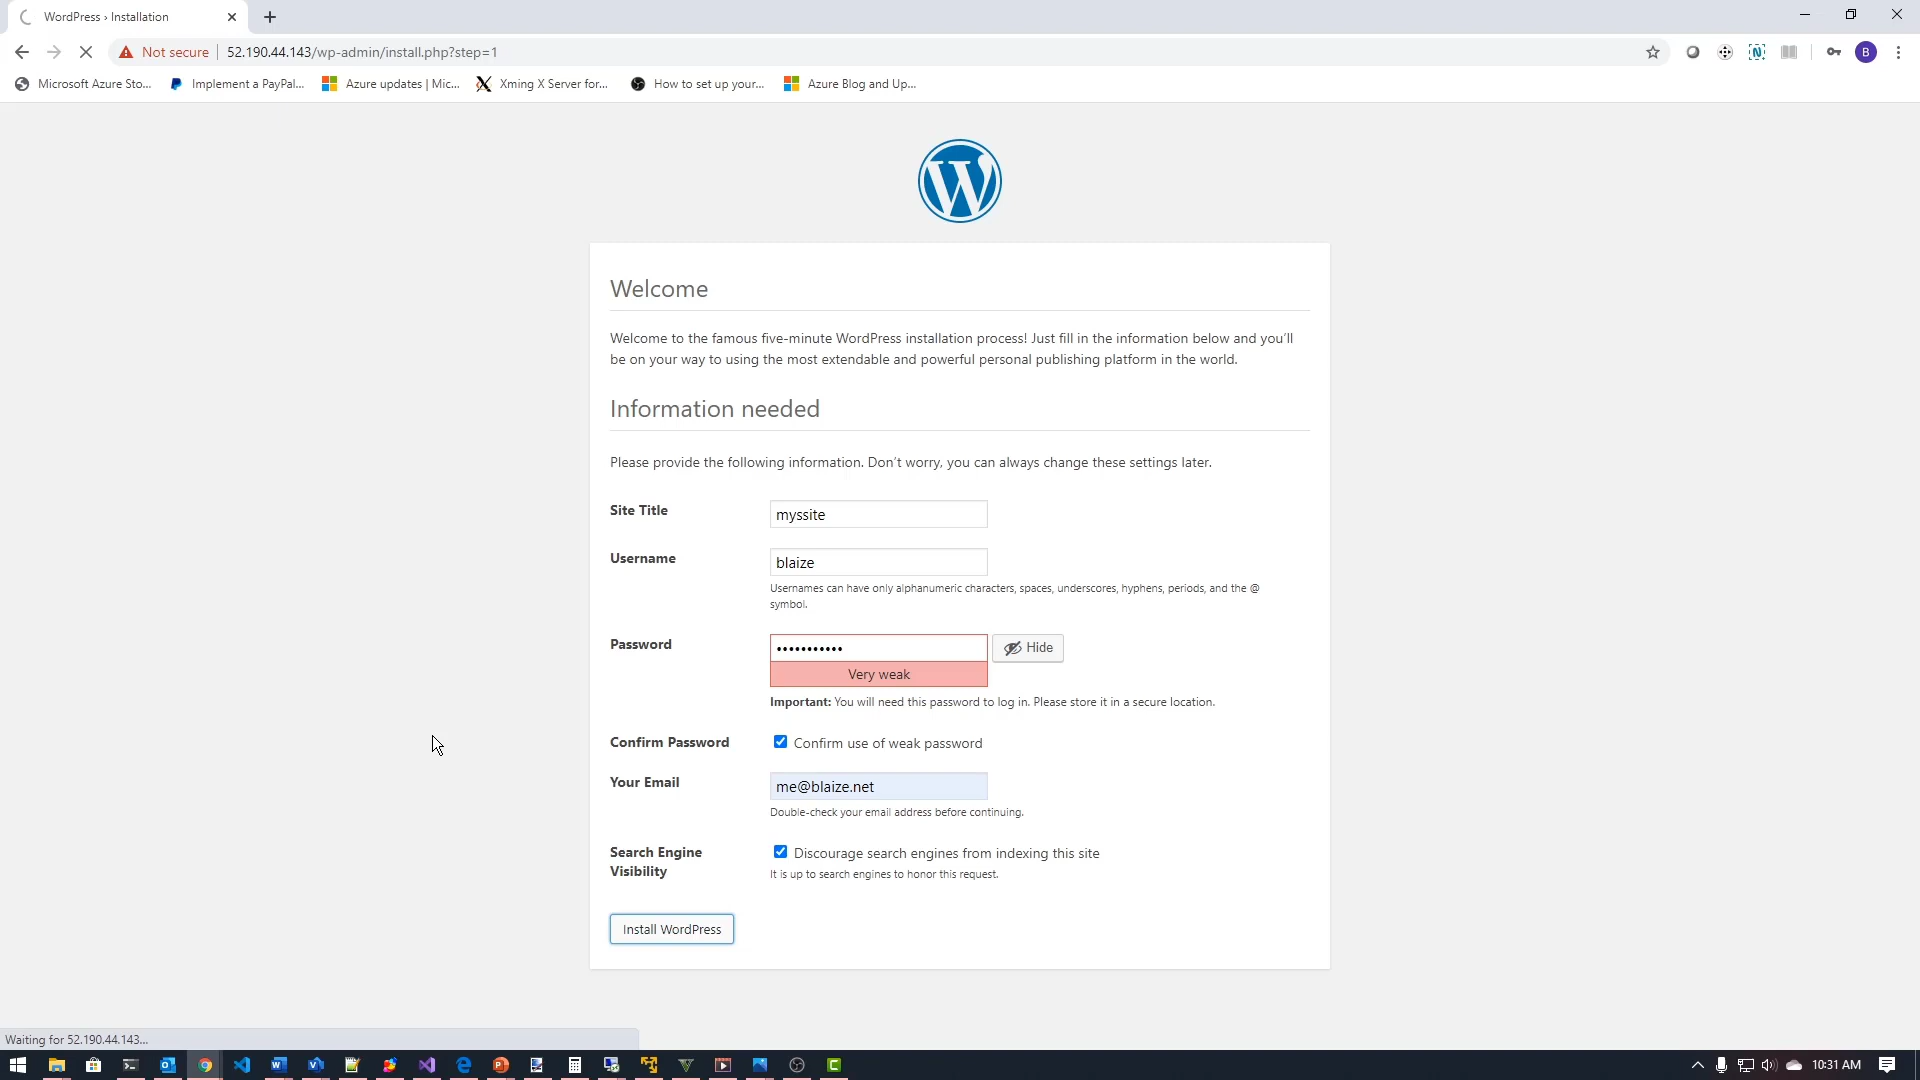 WordPress › Installation
Not secure
52.190.44.143/wp-admin/install.php?step=1
B
Microsoft Azure Sto...
Implement a PayPal...
Azure updates | Mic...
Xming X Server for...
How to set up your...
Azure Blog and Up...
W
Welcome
Welcome to the famous five-minute WordPress installation process! Just fill in the information below and you’ll
be on your way to using the most extendable and powerful personal publishing platform in the world.
Information needed
Please provide the following information. Don’t worry, you can always change these settings later.
Site Title
myssite
Username
blaize
Usernames can have only alphanumeric characters, spaces, underscores, hyphens, periods, and the @
symbol.
Password
•••••••••••
Hide
Very weak
Important: You will need this password to log in. Please store it in a secure location.
Confirm Password
Confirm use of weak password
Your Email
me@blaize.net
Double-check your email address before continuing.
Search Engine
Visibility
Discourage search engines from indexing this site
It is up to search engines to honor this request.
Install WordPress
Waiting for 52.190.44.143...
10:31 AM